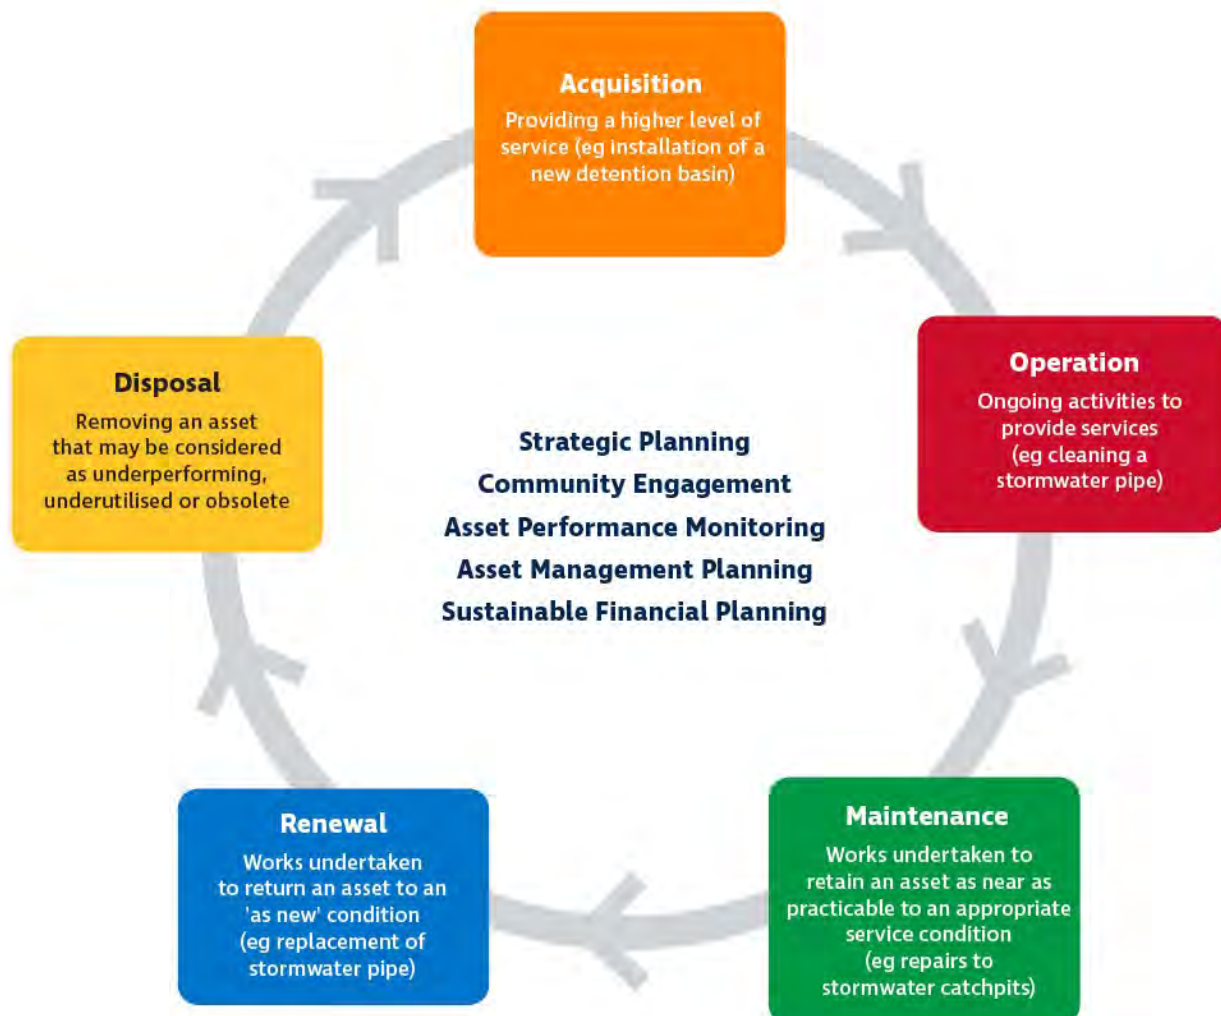 Acquisition
Providing a higher level of
service (eg installation of a
new detention basin)
Operation
Ongoing activities to
provide services
(eg cleaning a
stormwater pipe)
Maintenance
Works undertaken to
retain an asset as near as
practicable to an appropriate
service condition
(eg repairs to
stormwater catchpits)
Renewal
Works undertaken
to return an asset to an
'as new' condition
(eg replacement of
stormwater pipe)
Disposal
Removing an asset
that may be considered
as underperforming,
underutilised or obsolete
Strategic Planning
Community Engagement
Asset Performance Monitoring
Asset Management Planning
Sustainable Financial Planning